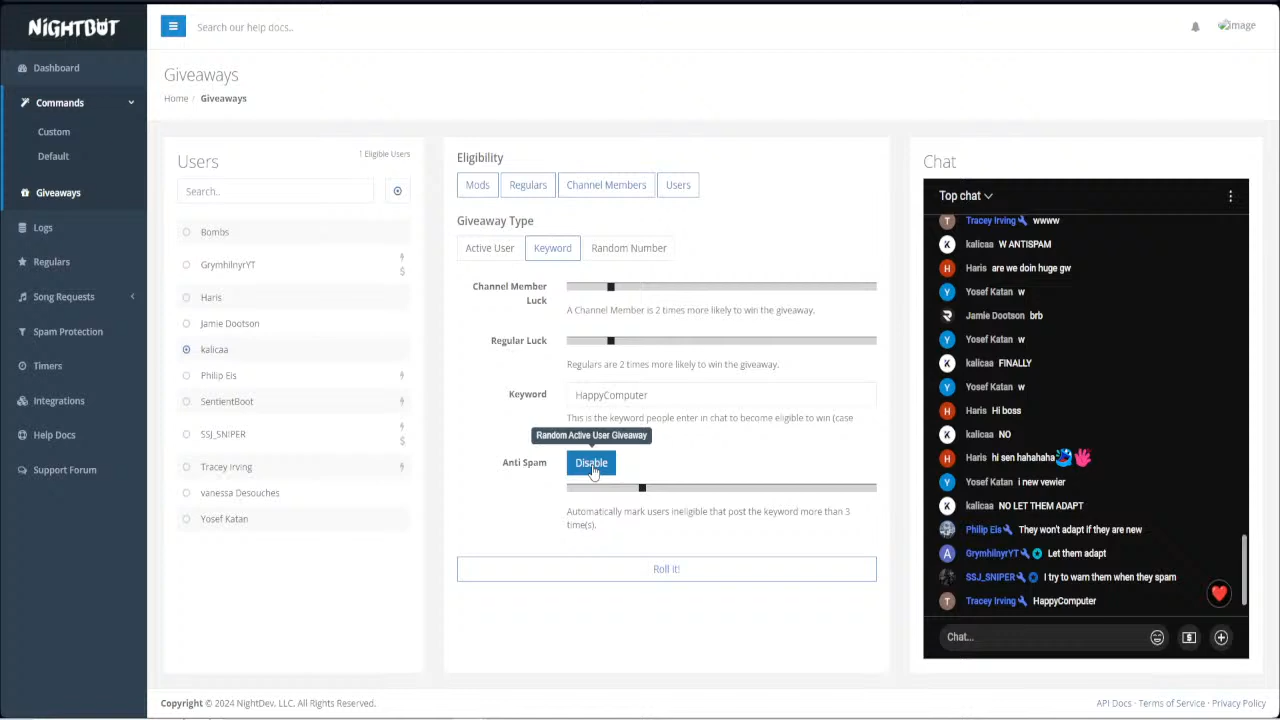 NiGHTBOT
Search our help docs..
image
Dashboard
Commands
Custom
Default
Giveaways
Logs
Regulars
Song Requests
Spam Protection
Timers
Integrations
Help Docs
Support Forum
Giveaways
Home / Giveaways
Users
1 Eligible Users
Search..
Bombs
GrymhilnyrYT
$
Haris
Jamie Dootson
kalicaa
Philip Eis
SentientBoot
SSJ_SNIPER
$
Tracey Irving
vanessa Desouches
Yosef Katan
Eligibility
Mods Regulars Channel Members Users
Giveaway Type
Active User Keyword Random Number
Channel Member Luck
A Channel Member is 2 times more likely to win the giveaway.
Regular Luck
Regulars are 2 times more likely to win the giveaway.
Keyword HappyComputer
This is the keyword people enter in chat to become eligible to win (case
Random Active User Giveaway
Anti Spam Disable
Automatically mark users ineligible that post the keyword more than 3
time(s).
Roll It!
Chat
Top chat
T Tracey Irving wwww
K kalicaa W ANTISPAM
H Haris are we doin huge gw
Y Yosef Katan w
Jamie Dootson brb
Y Yosef Katan w
K kalicaa FINALLY
Y Yosef Katan w
H Haris Hi boss
K kalicaa NO
H Haris hi sen hahahaha
Y Yosef Katan i new vewier
K kalicaa NO LET THEM ADAPT
Philip Eis They won't adapt if they are new
A GrymhilnyrYT Let them adapt
SSJ_SNIPER I try to warn them when they spam
T Tracey Irving HappyComputer
Chat...
Copyright © 2024 NightDev, LLC. All Rights Reserved.
API Docs · Terms of Service · Privacy Policy